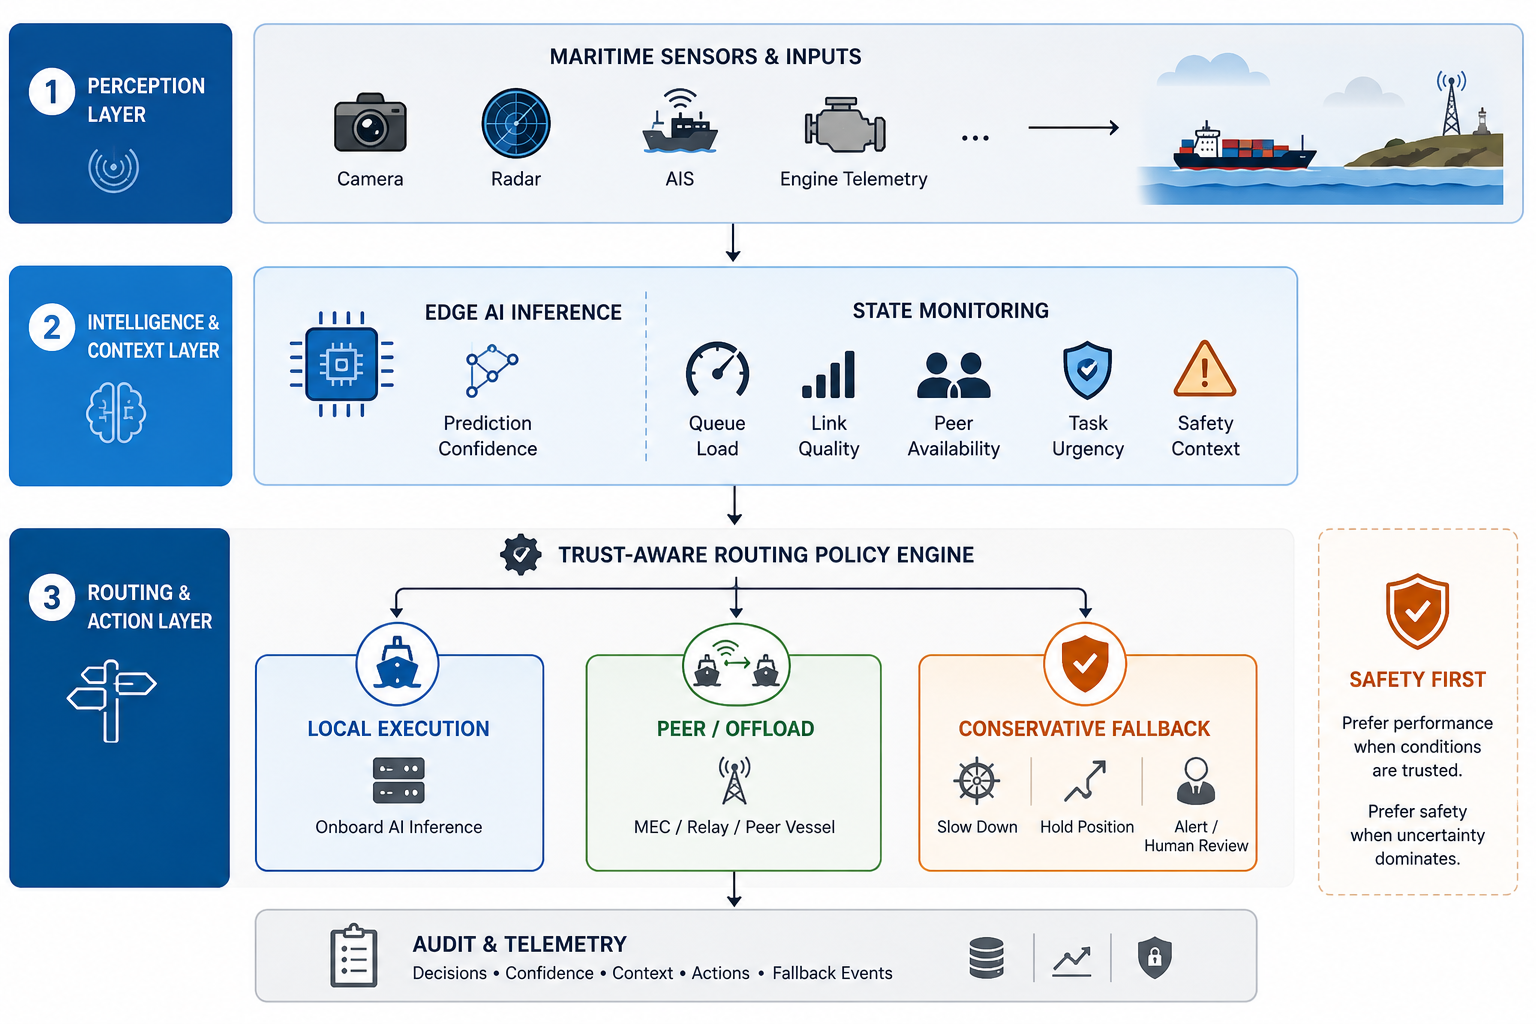 1
PERCEPTION
LAYER
MARITIME SENSORS & INPUTS
Camera
Radar
AIS
Engine Telemetry
...
2
INTELLIGENCE &
CONTEXT LAYER
EDGE AI INFERENCE
Prediction
Confidence
STATE MONITORING
Queue
Load
Link
Quality
Peer
Availability
Task
Urgency
Safety
Context
3
ROUTING &
ACTION LAYER
TRUST-AWARE ROUTING POLICY ENGINE
LOCAL EXECUTION
Onboard AI Inference
PEER / OFFLOAD
MEC / Relay / Peer Vessel
CONSERVATIVE FALLBACK
Slow Down
Hold Position
Alert /
Human Review
SAFETY FIRST
Prefer performance
when conditions
are trusted.
Prefer safety
when uncertainty
dominates.
AUDIT & TELEMETRY
Decisions • Confidence • Context • Actions • Fallback Events